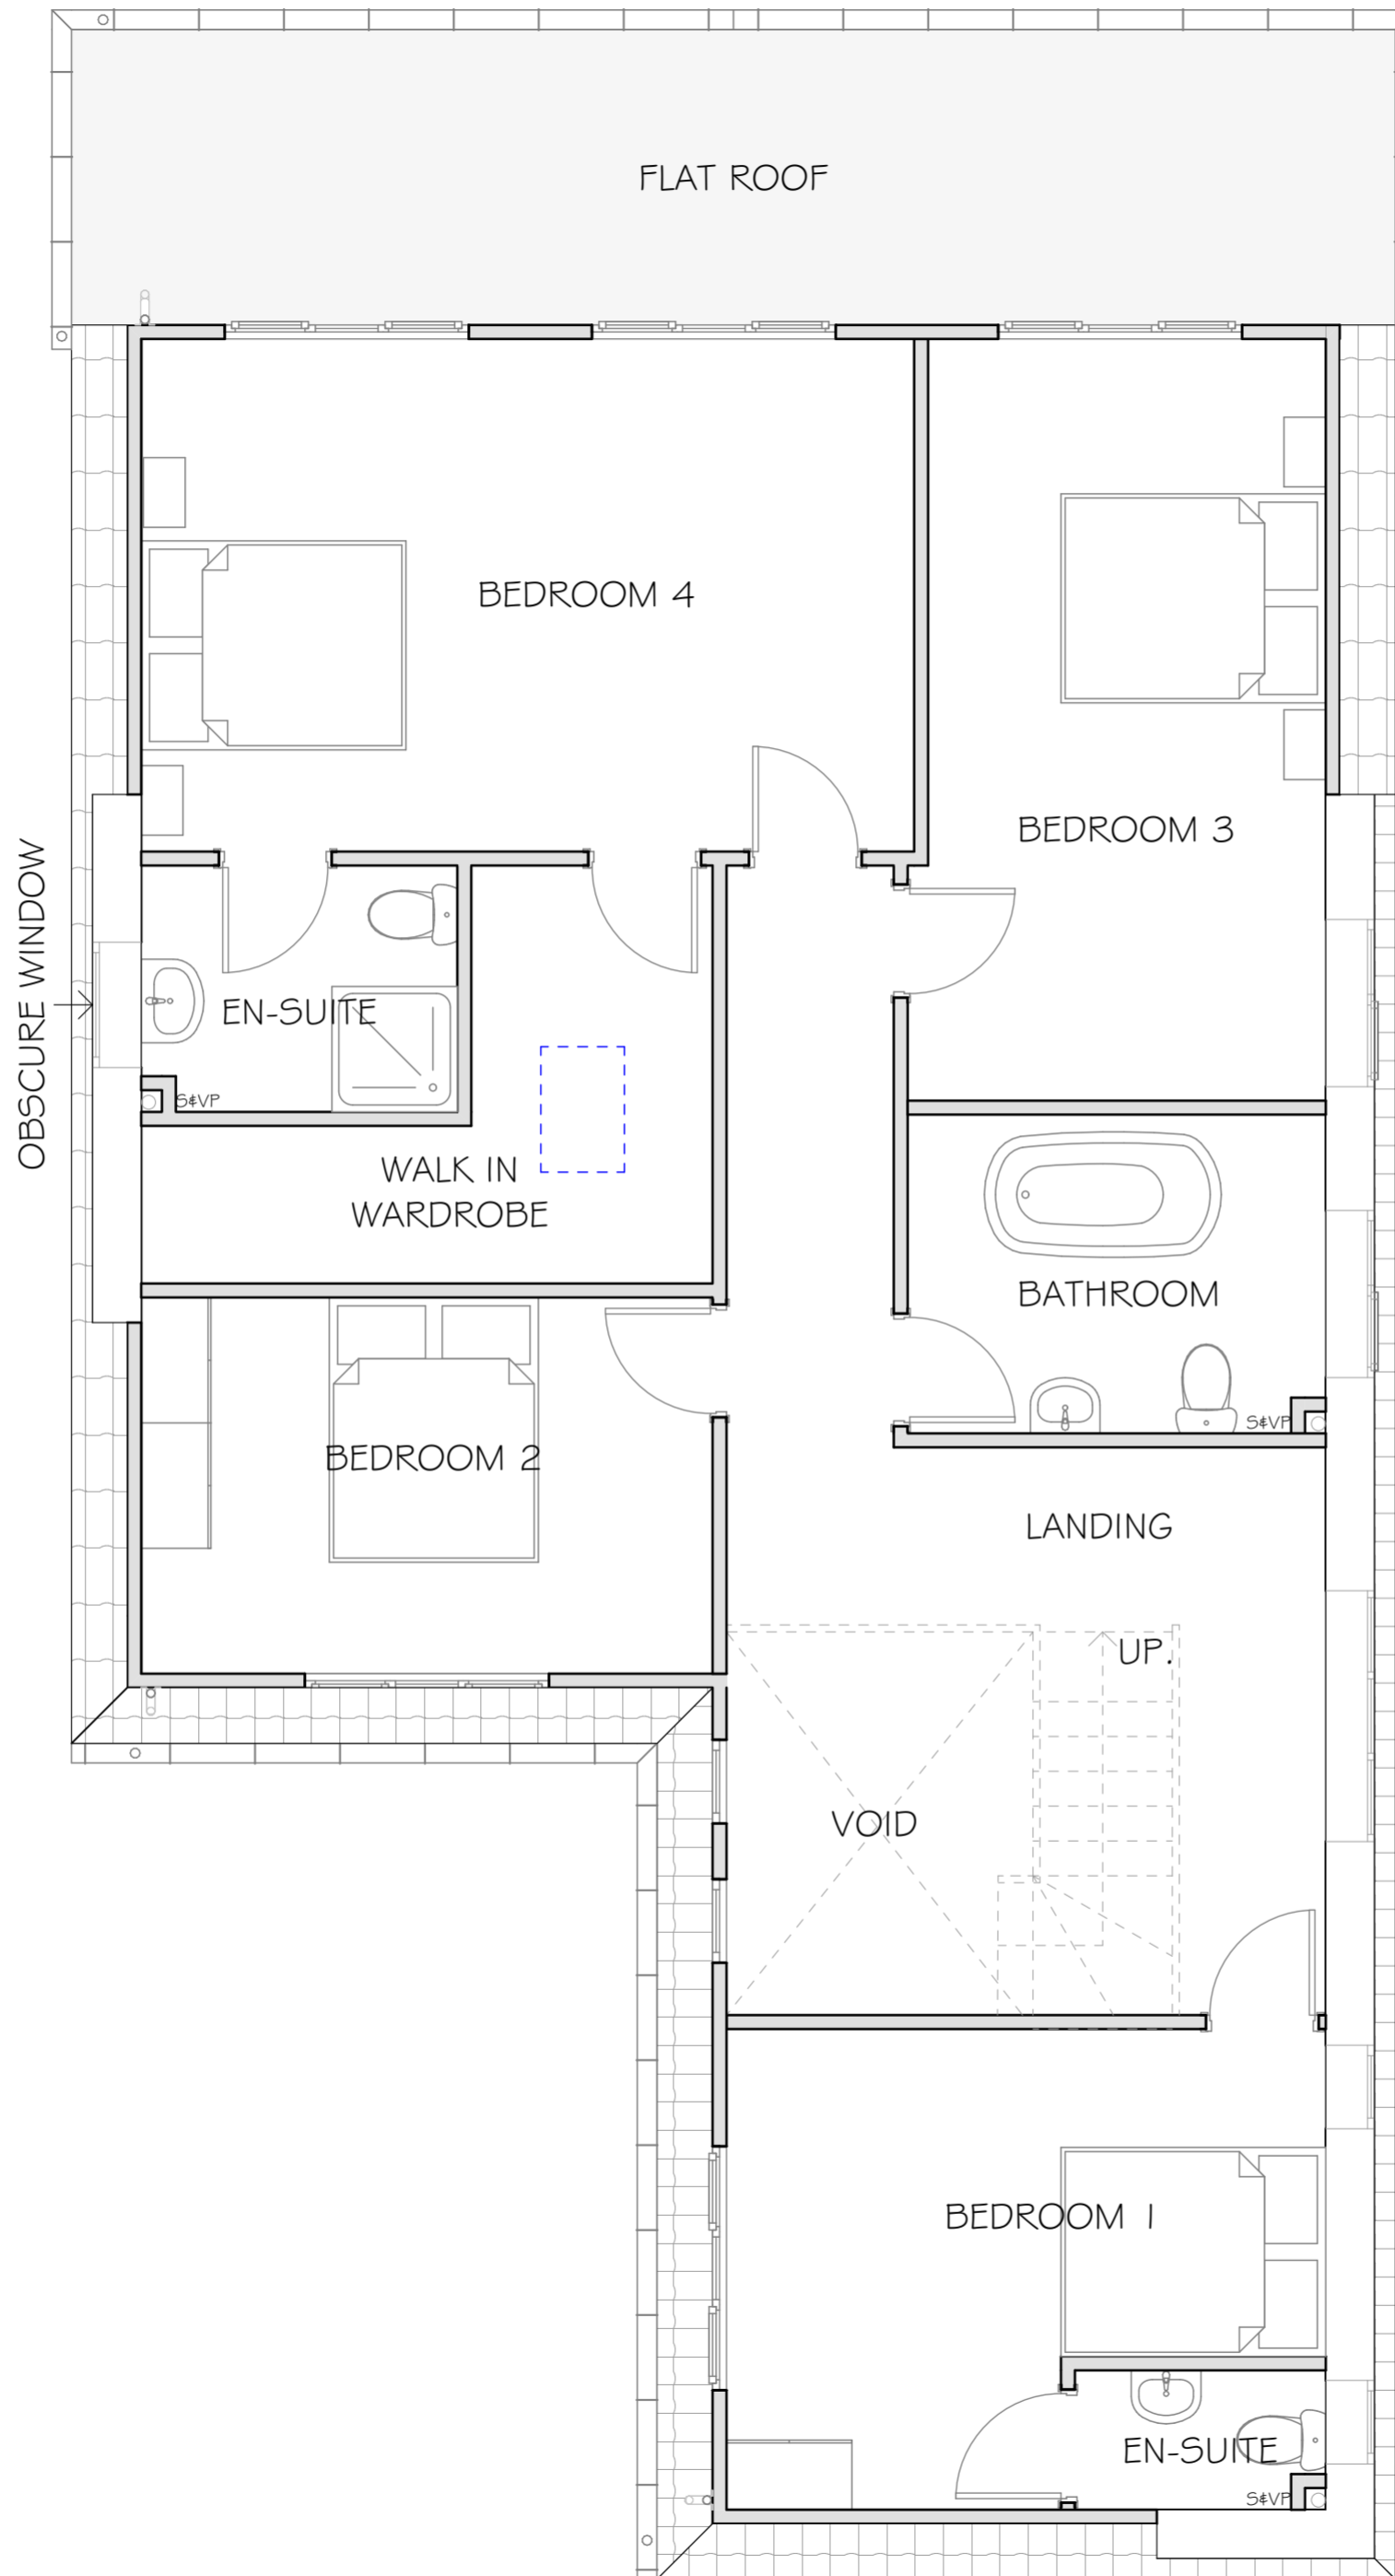 FLAT ROOF
BEDROOM 4
BEDROOM 3
OBSCURE WINDOW
EN-SUITE
S&VP
WALK IN
WARDROBE
BATHROOM
S&VP
BEDROOM 2
LANDING
UP.
VOID
BEDROOM 1
EN-SUITE
S&VP